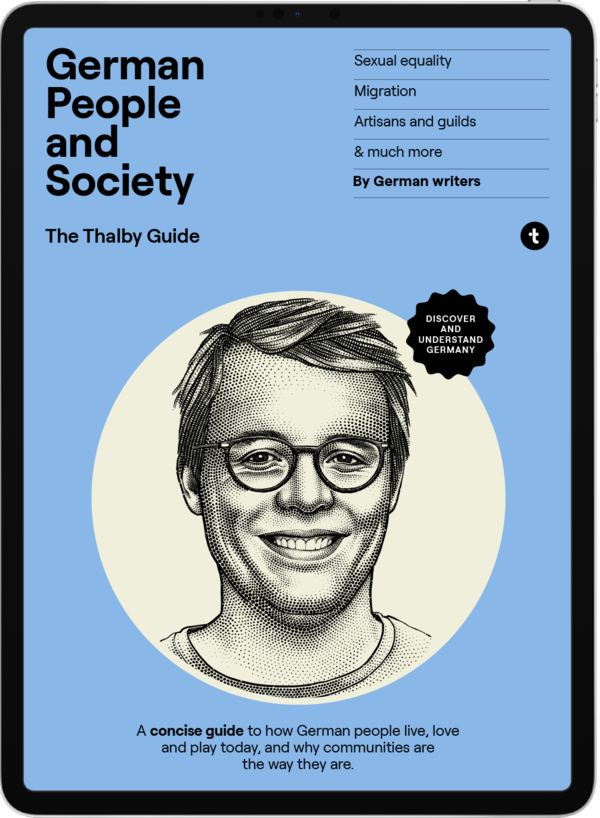 German
People
and
Society
The Thalby Guide
Sexual equality
Migration
Artisans and guilds
& much more
By German writers
t
DISCOVER
AND
UNDERSTAND
GERMANY
A concise guide to how German people live, love
and play today, and why communities are
the way they are.